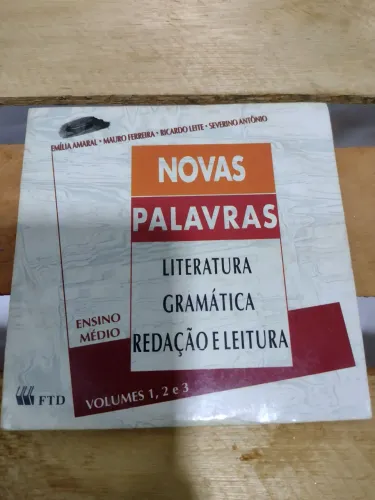 EMÍLIA AMARAL • MAURO FERREIRA • RICARDO LEITE • SEVERINO ANTÔNIO
NOVAS
PALAVRAS
LITERATURA
GRAMÁTICA
REDAÇÃO E LEITURA
ENSINO
MÉDIO
VOLUMES 1, 2 e 3
FTD